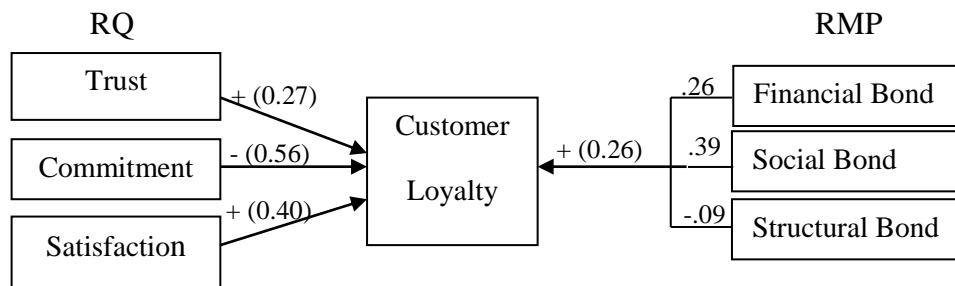 RQ
RMP
Trust
+ (0.27)
Commitment
- (0.56)
Satisfaction
+ (0.40)
Customer
Loyalty
+ (0.26)
.26
Financial Bond
.39
Social Bond
-.09
Structural Bond